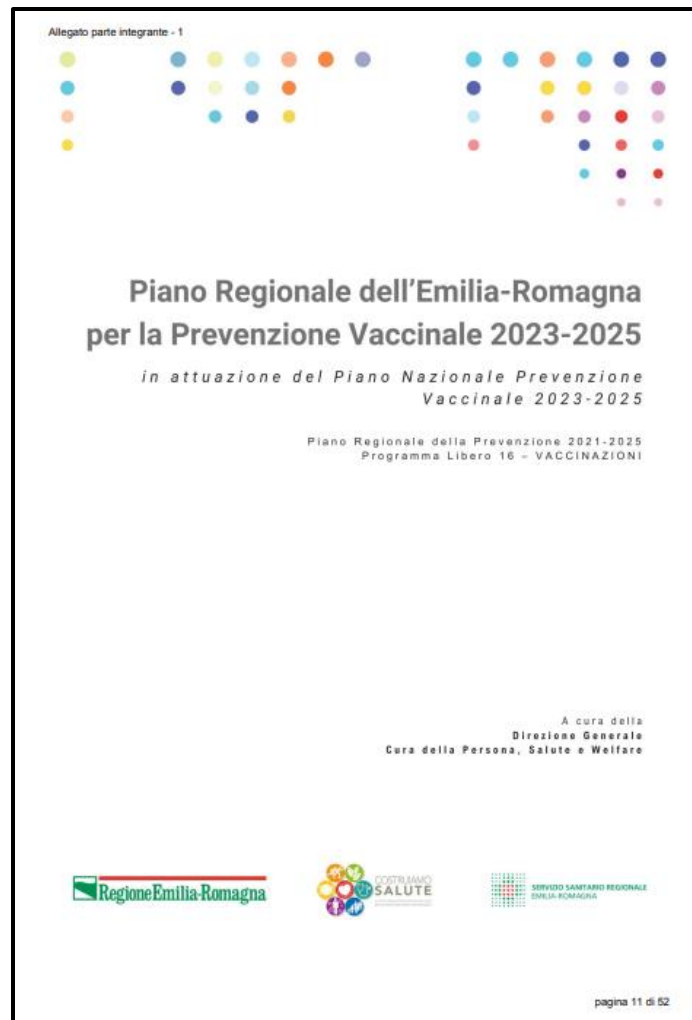 Allegato parte integrante - 1
Piano Regionale dell'Emilia-Romagna
per la Prevenzione Vaccinale 2023-2025
in attuazione del Piano Nazionale Prevenzione
Vaccinale 2023-2025
Piano Regionale della Prevenzione 2021-2025
Programma Libero 16 – VACCINAZIONI
A cura della
Direzione Generale
Cura della Persona, Salute e Welfare
RegioneEmilia-Romagna
COSTRUIAMO
SALUTE
SERVIZIO SANITARIO REGIONALE
EMILIA-ROMAGNA
pagina 11 di 52